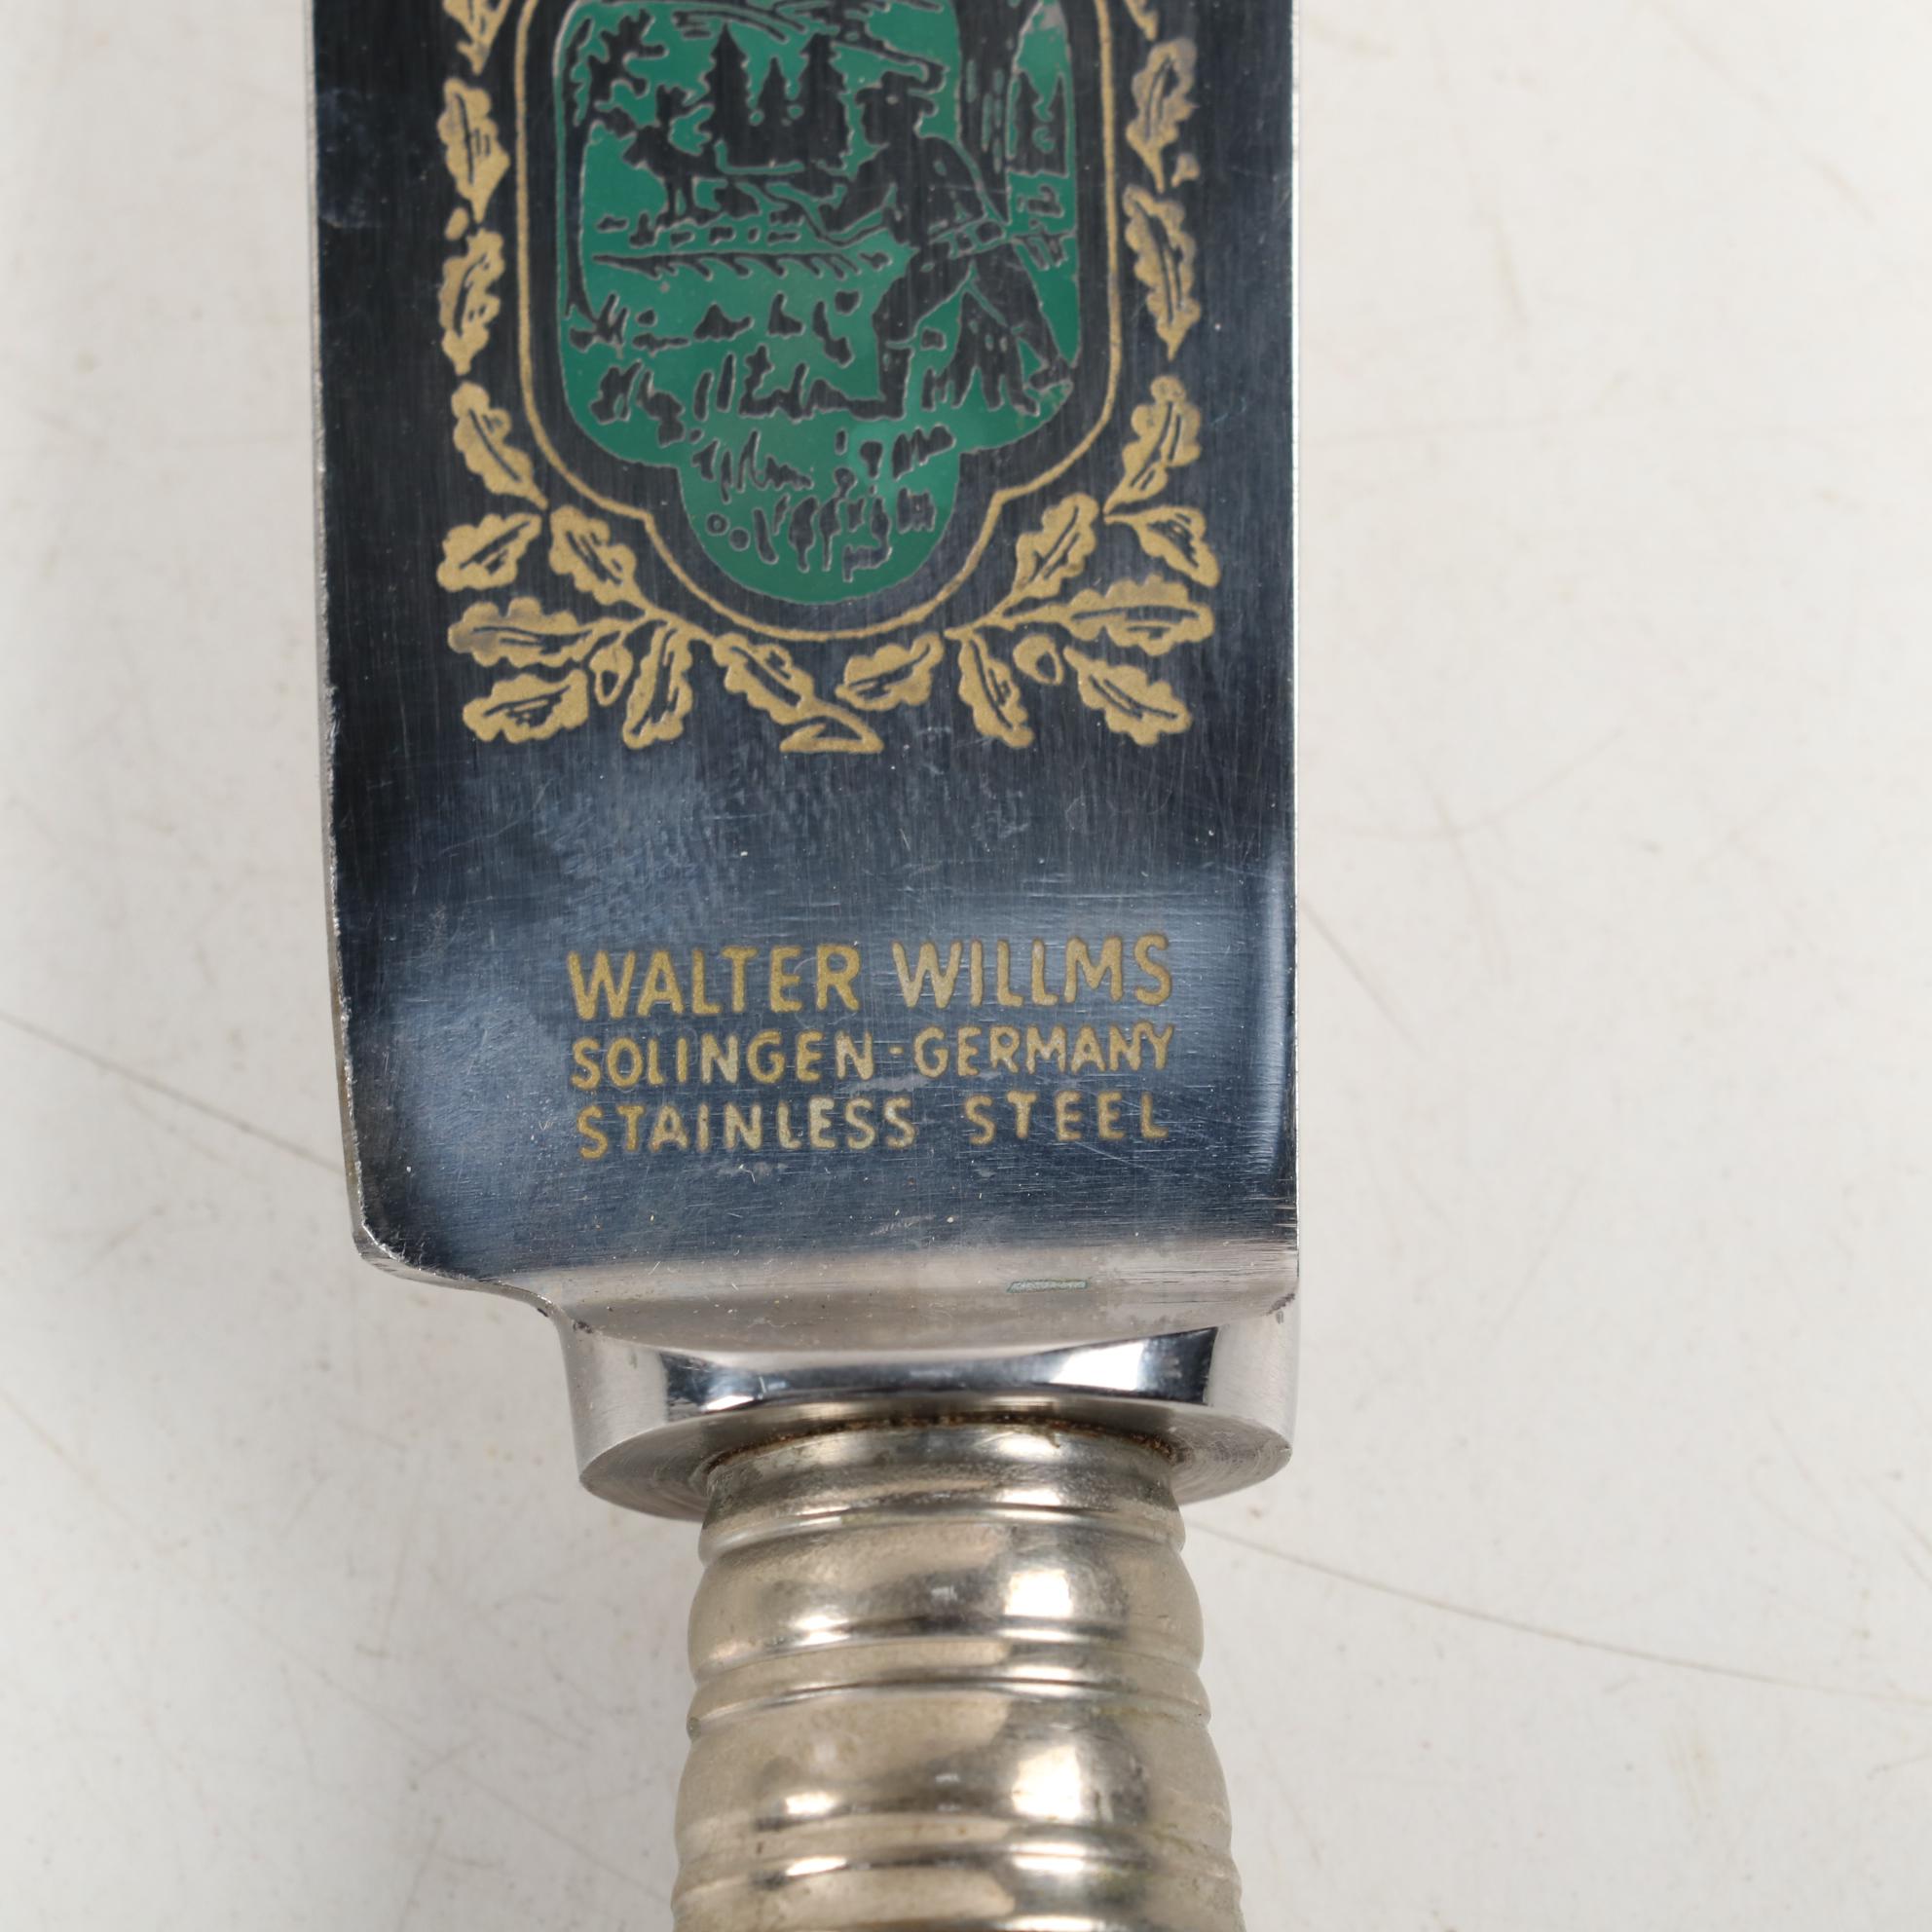 WALTER WILLMS
SOLINGEN-GERMANY
STAINLESS STEEL